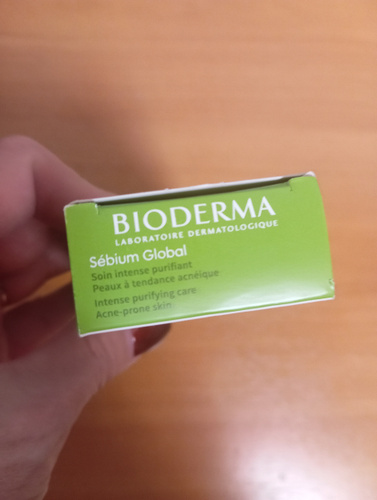 BIODERMA
LABORATOIRE DERMATOLOGIQUE
Sébium Global
Soin intense purifiant
Peaux à tendance acnéique
Intense purifying care
Acne-prone skin